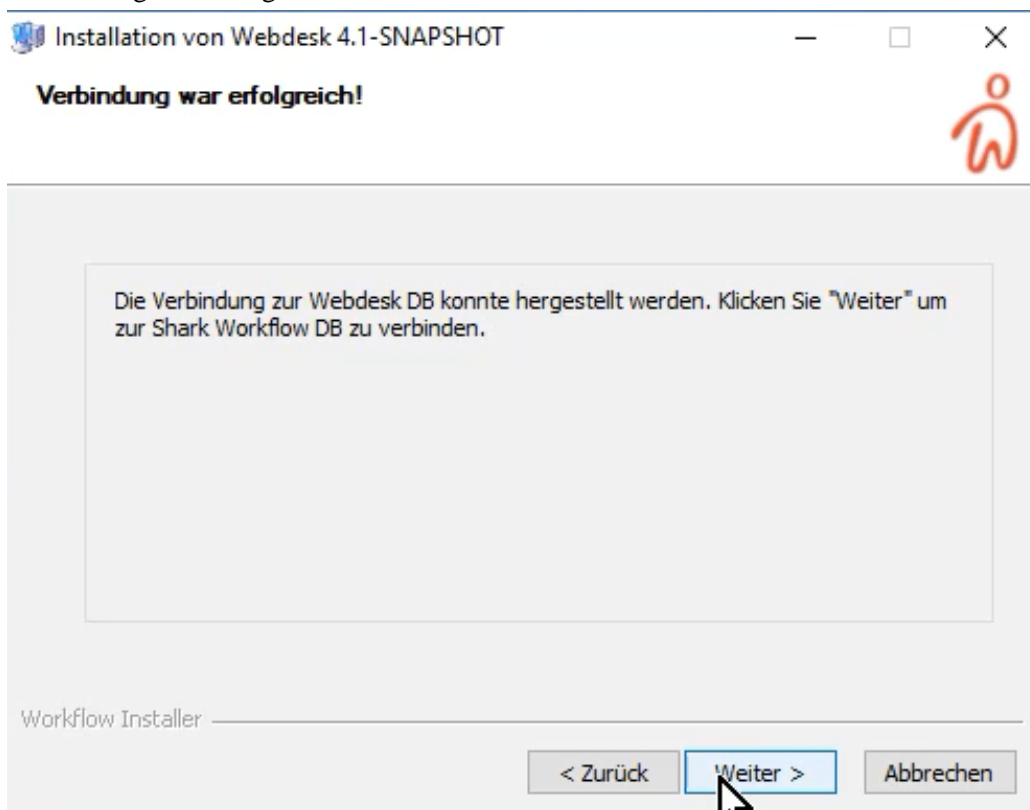 Installation von Webdesk 4.1-SNAPSHOT
Verbindung war erfolgreich!
Die Verbindung zur Webdesk DB konnte hergestellt werden. Klicken Sie "Weiter" um
zur Shark Workflow DB zu verbinden.
Workflow Installer
< Zurück Weiter > Abbrechen